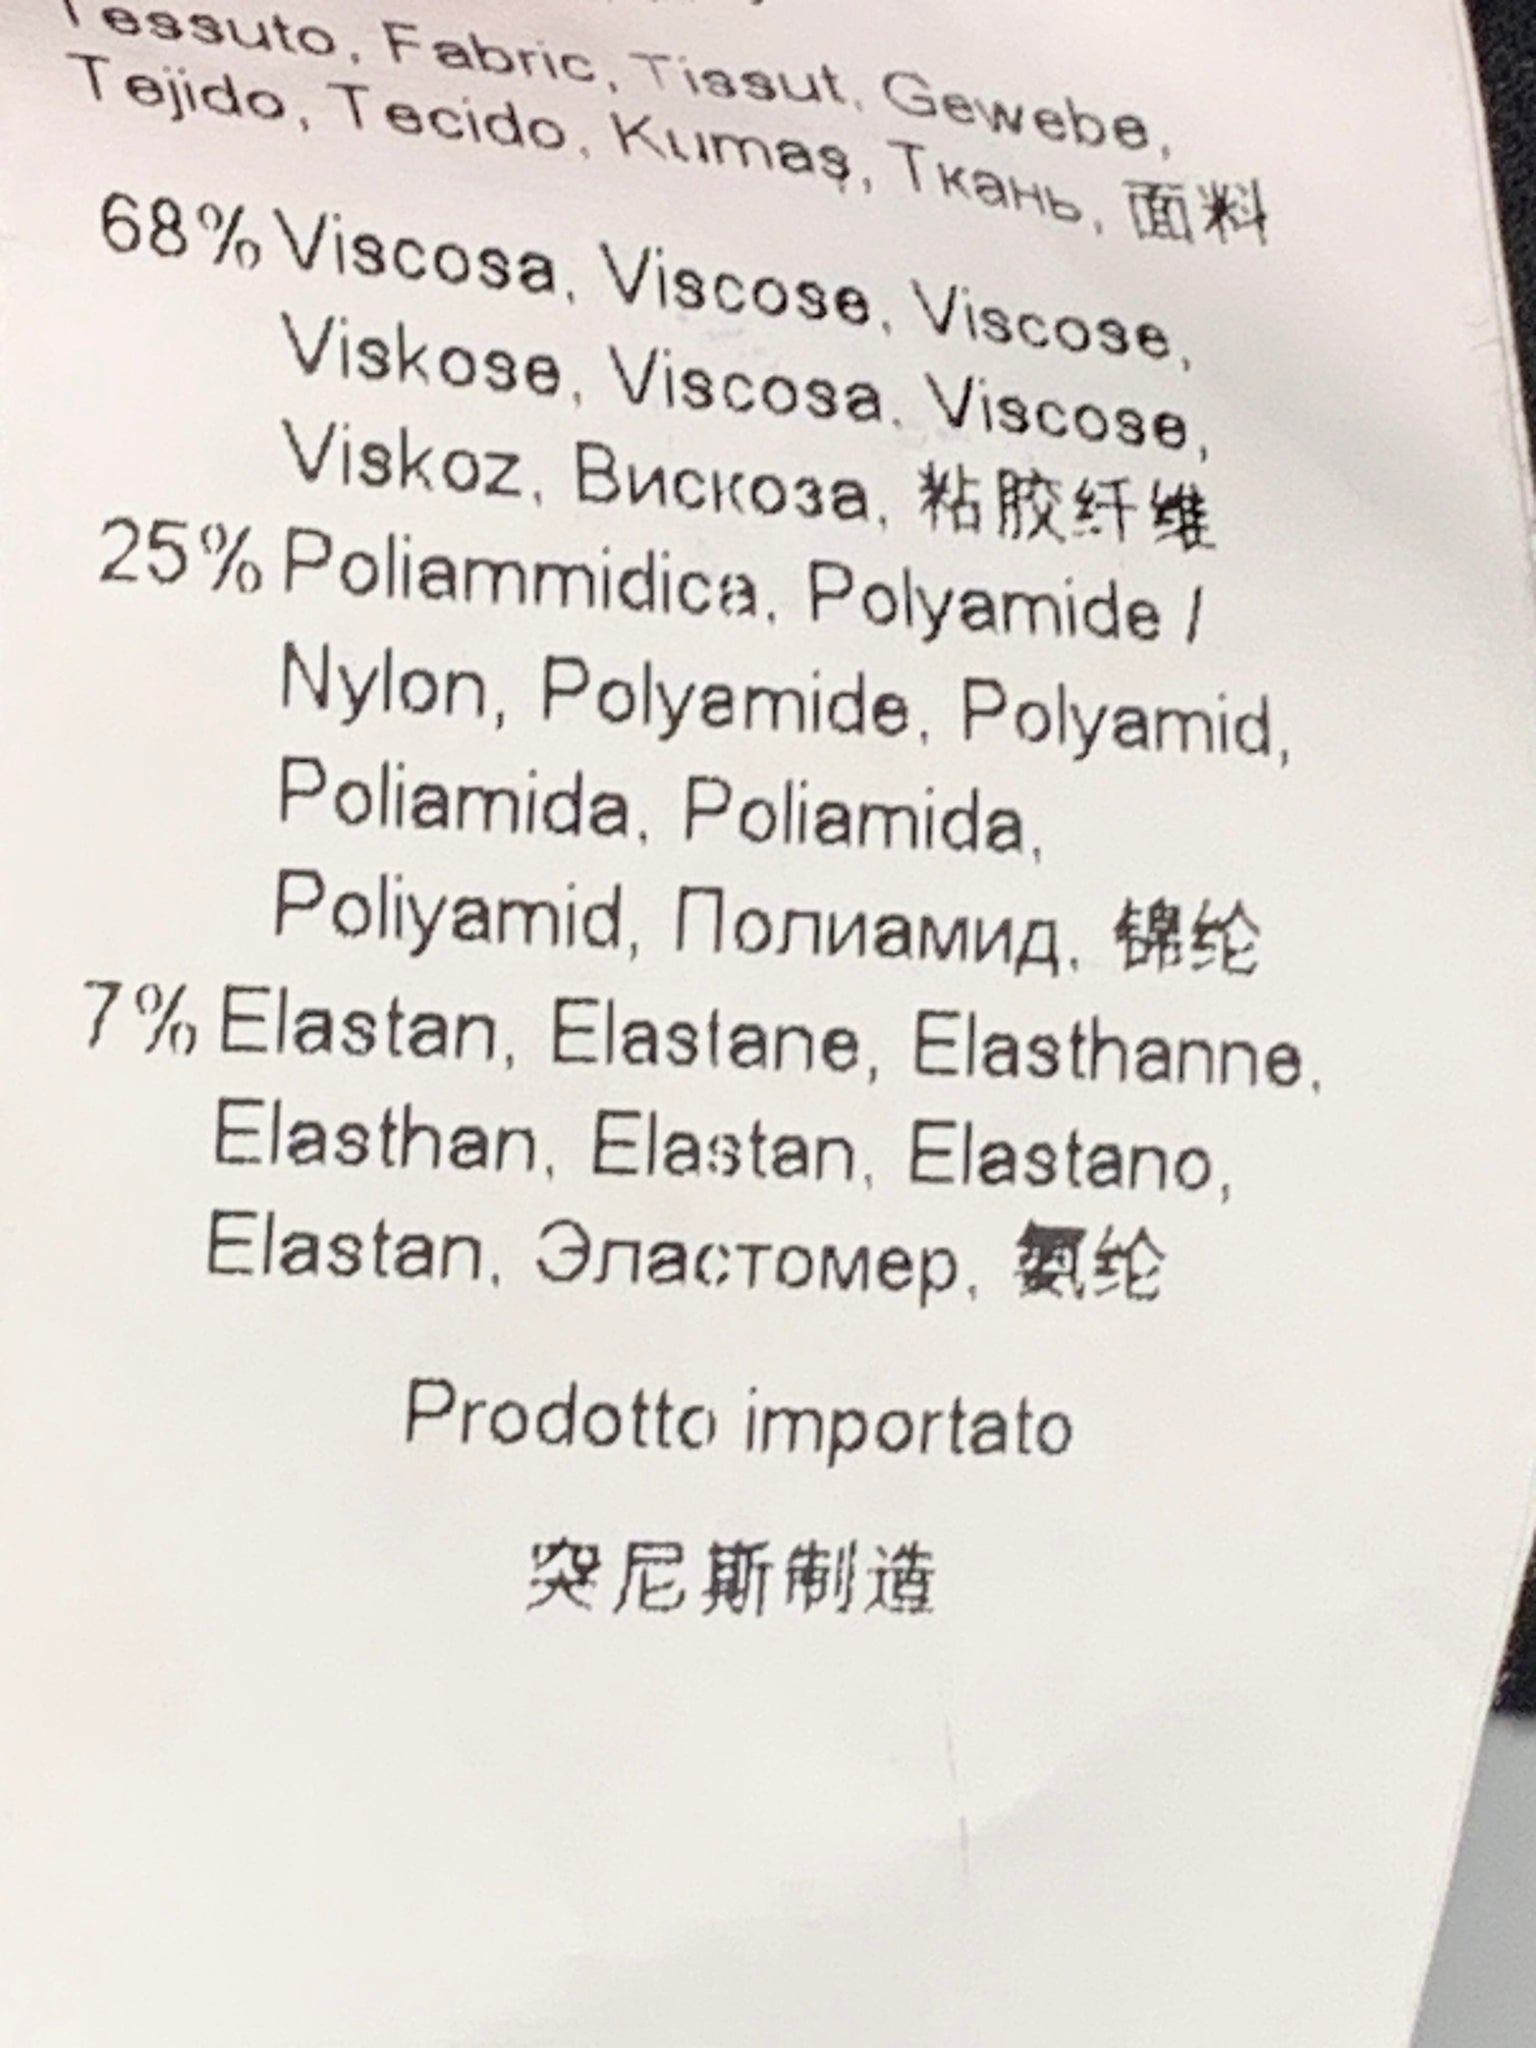 Tessuto, Fabric, Tissut, Gewebe,
Tejido, Tecido, Kumaş, Ткань, 面料
68% Viscosa, Viscose, Viscose,
Viskose, Viscosa, Viscose,
Viskoz, Вискоза, 粘胶纤维
25% Poliammidica, Polyamide /
Nylon, Polyamide, Polyamid,
Poliamida, Poliamida,
Poliyamid, Полиамид, 锦纶
7% Elastan, Elastane, Elasthanne,
Elasthan, Elastan, Elastano,
Elastan, Эластомер, 氨纶
Prodotto importato
突尼斯制造